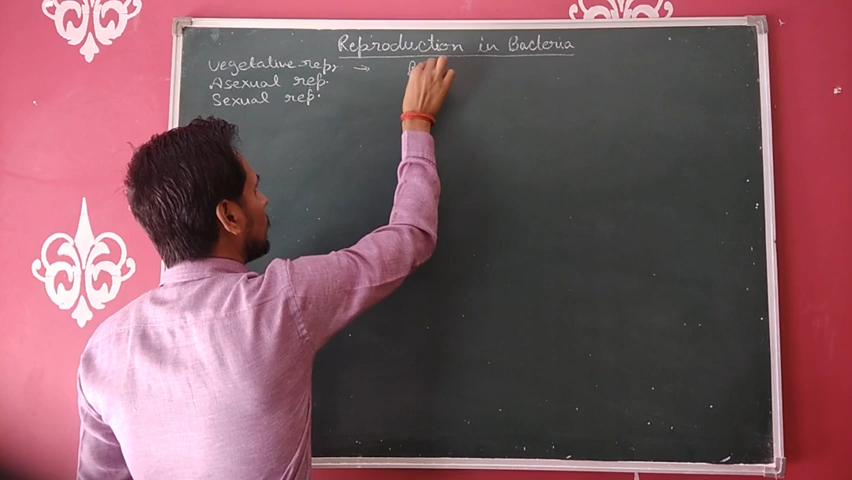 Reproduction in Bacteria
Vegetative rep. →
Asexual rep.
Sexual rep.